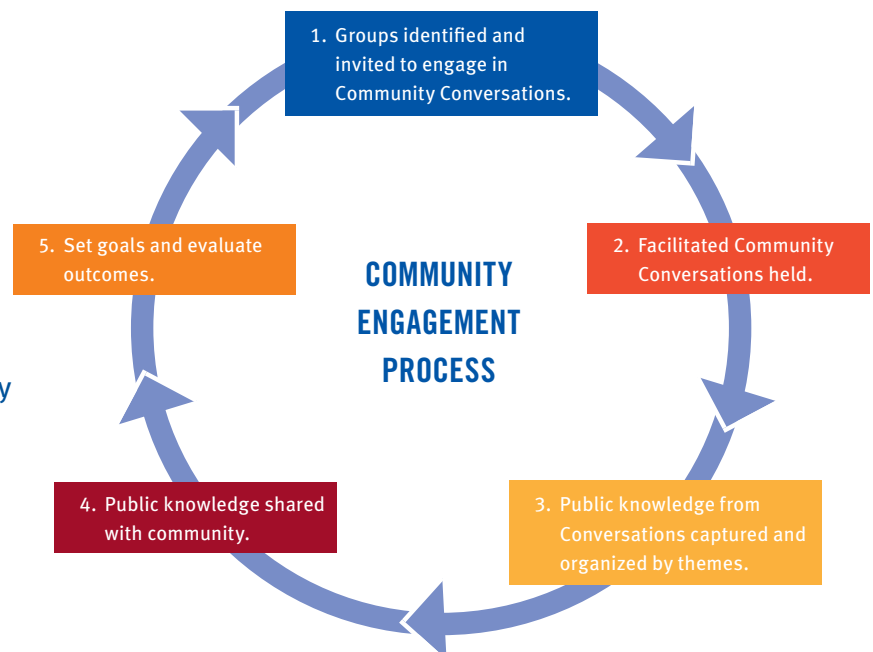 1. Groups identified and
invited to engage in
Community Conversations.
2. Facilitated Community
Conversations held.
3. Public knowledge from
Conversations captured and
organized by themes.
4. Public knowledge shared
with community.
5. Set goals and evaluate
outcomes.
COMMUNITY
ENGAGEMENT
PROCESS
y